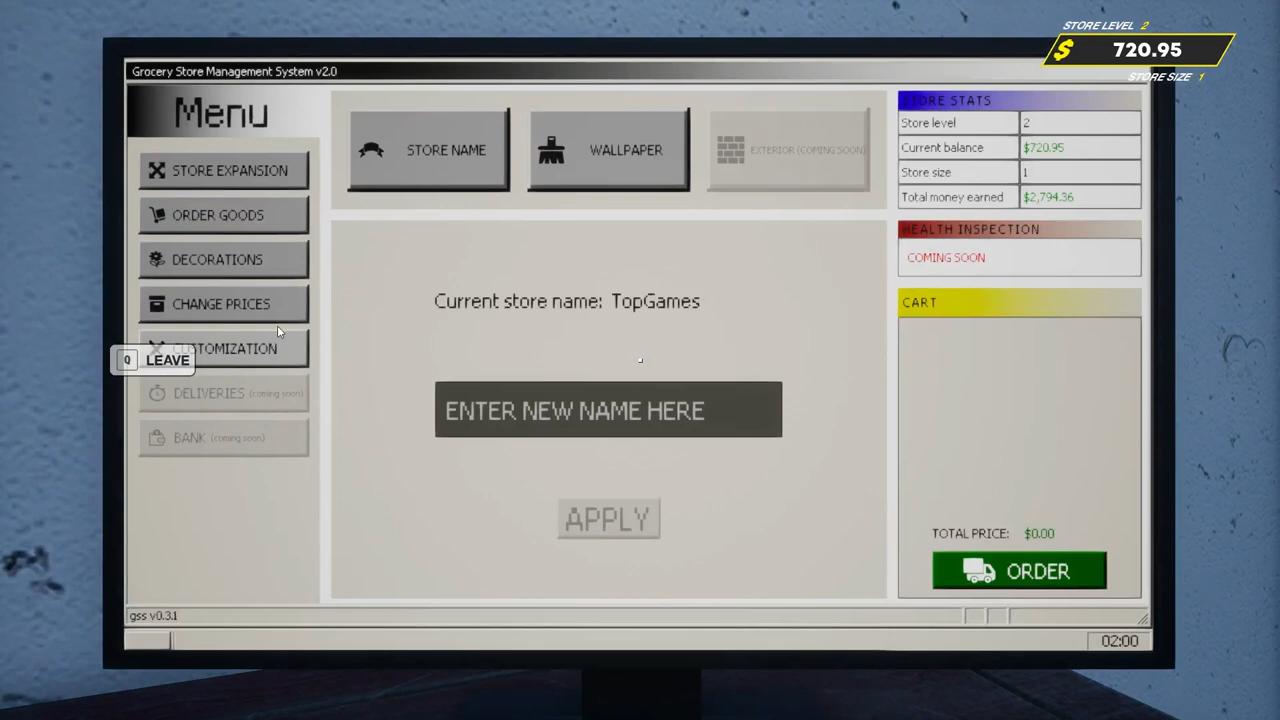 STORE LEVEL 2
$ 720.95
STORE SIZE 1
Grocery Store Management System v2.0
Menu
STORE EXPANSION
ORDER GOODS
DECORATIONS
CHANGE PRICES
CUSTOMIZATION
Q LEAVE
DELIVERIES (coming soon)
BANK (coming soon)
STORE NAME
WALLPAPER
EXTERIOR (COMING SOON)
Current store name: TopGames
ENTER NEW NAME HERE
APPLY
STORE STATS
Store level 2
Current balance $720.95
Store size 1
Total money earned $2,794.36
HEALTH INSPECTION
COMING SOON
CART
TOTAL PRICE: $0.00
ORDER
gss v0.3.1
02:00